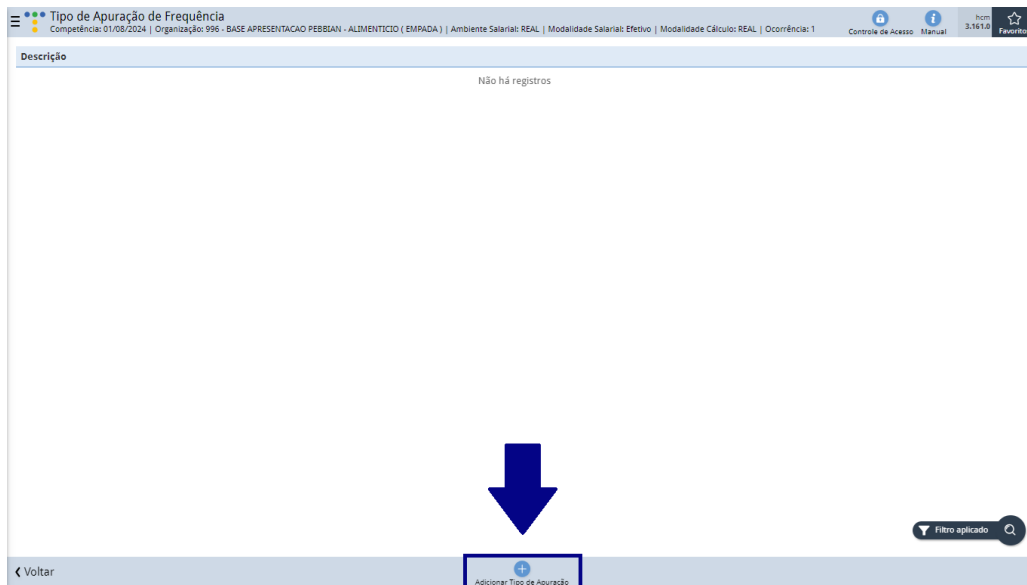 Tipo de Apuração de Frequência
Competência: 01/08/2024 | Organização: 996 - BASE APRESENTACAO PEBBIAN - ALIMENTICIO ( EMPADA ) | Ambiente Salarial: REAL | Modalidade Salarial: Efetivo | Modalidade Cálculo: REAL | Ocorrência: 1
Controle de Acesso
Manual
hcm
3.161.0
Favorito
Descrição
Não há registros
Filtro aplicado
Voltar
Adicionar Tipo de Apuração